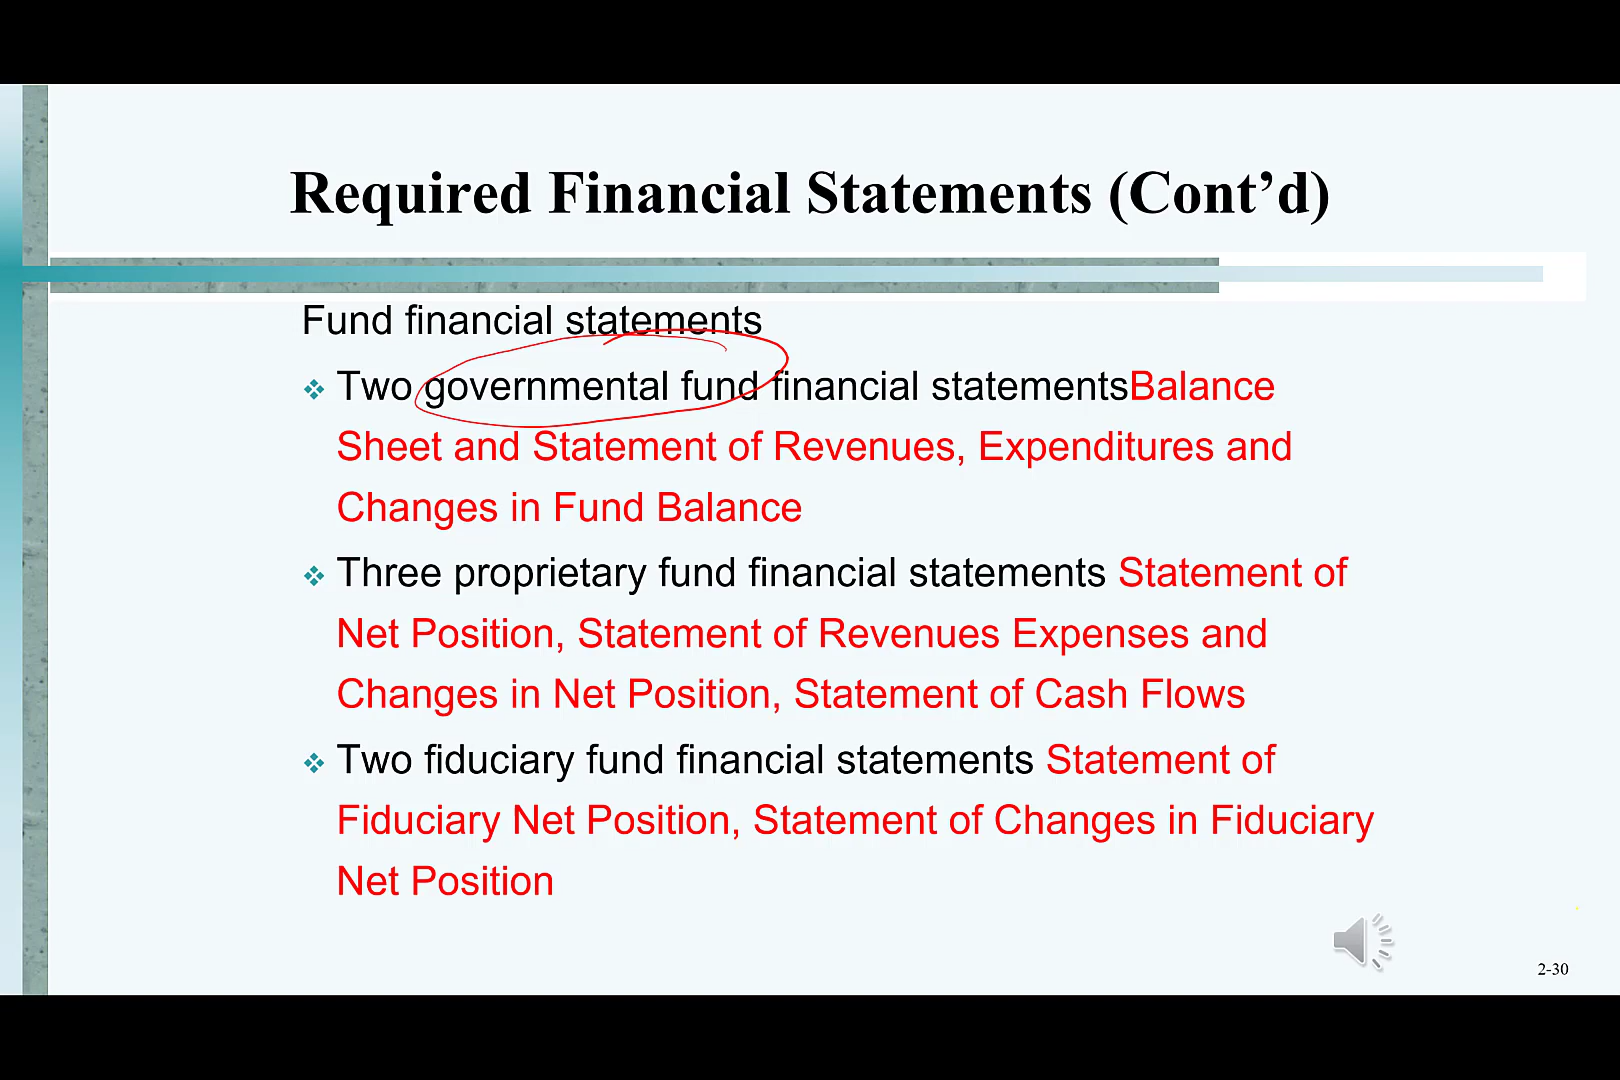 Required Financial Statements (Cont’d)
Fund financial statements
Two governmental fund financial statementsBalance
Sheet and Statement of Revenues, Expenditures and
Changes in Fund Balance
Three proprietary fund financial statements Statement of
Net Position, Statement of Revenues Expenses and
Changes in Net Position, Statement of Cash Flows
Two fiduciary fund financial statements Statement of
Fiduciary Net Position, Statement of Changes in Fiduciary
Net Position
2-30